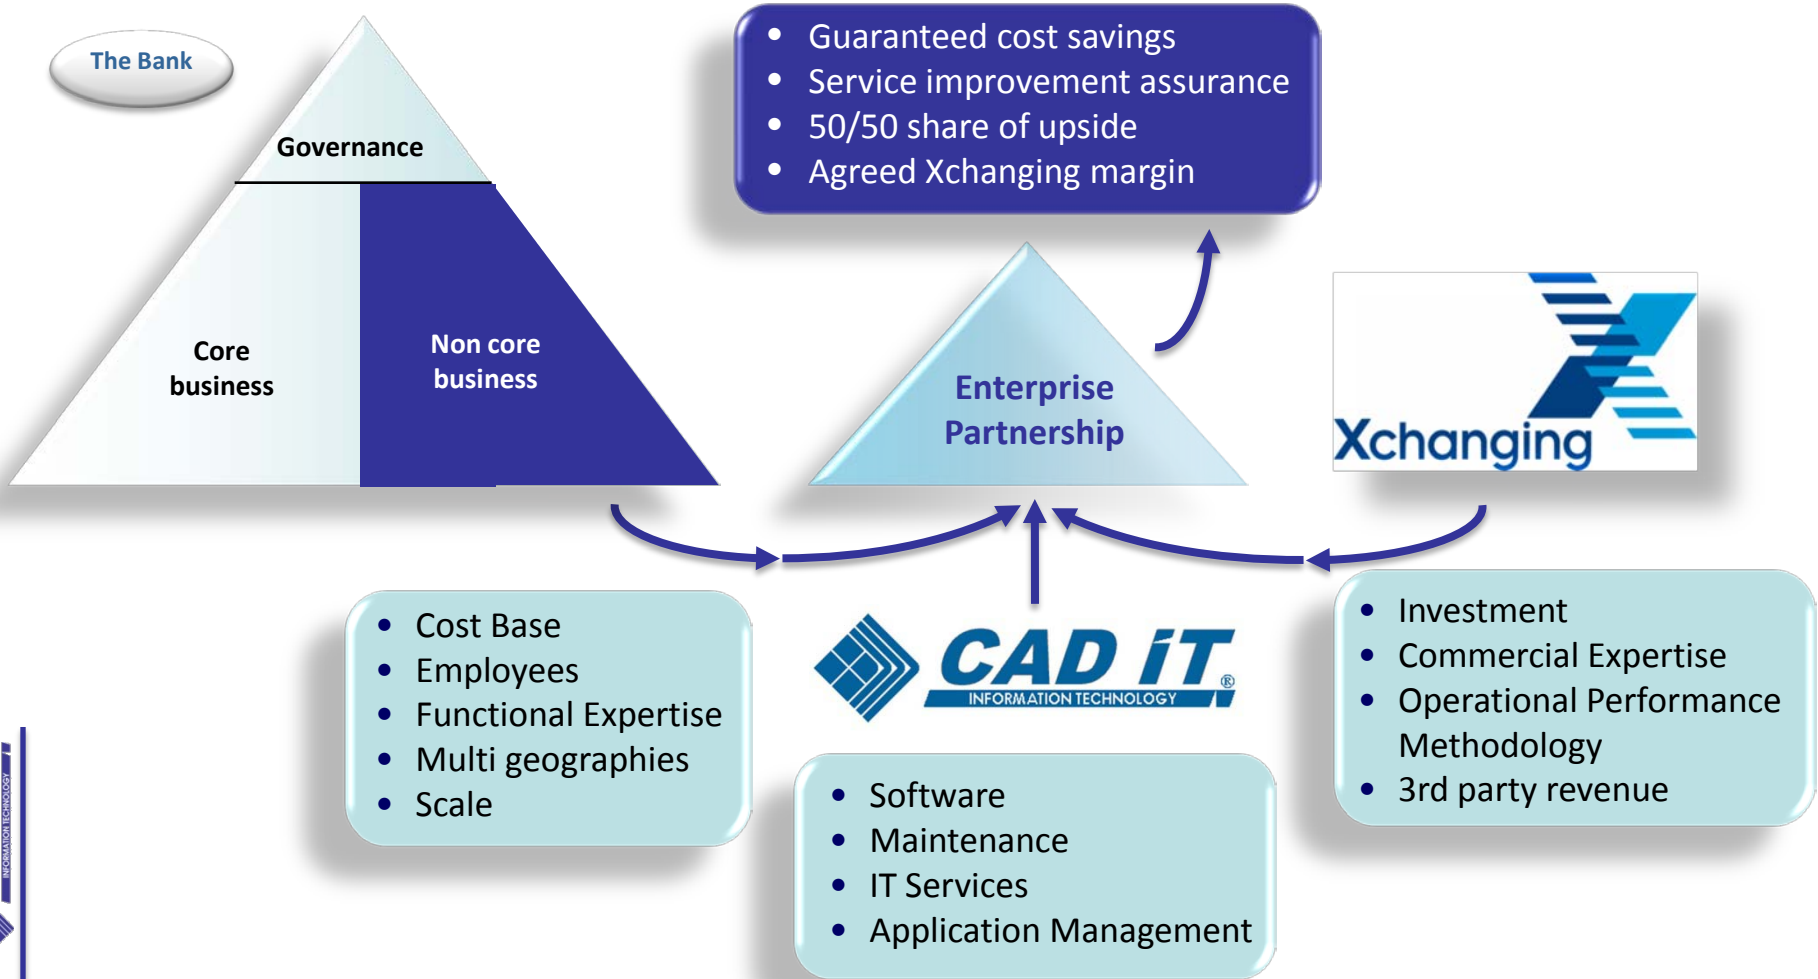 The Bank
Governance
Core
business
Non core
business
• Guaranteed cost savings
• Service improvement assurance
• 50/50 share of upside
• Agreed Xchanging margin
Enterprise
Partnership
Xchanging
• Cost Base
• Employees
• Functional Expertise
• Multi geographies
• Scale
CAD iT®
INFORMATION TECHNOLOGY
• Software
• Maintenance
• IT Services
• Application Management
• Investment
• Commercial Expertise
• Operational Performance
Methodology
• 3rd party revenue
INFORMATION TECHNOLOGY